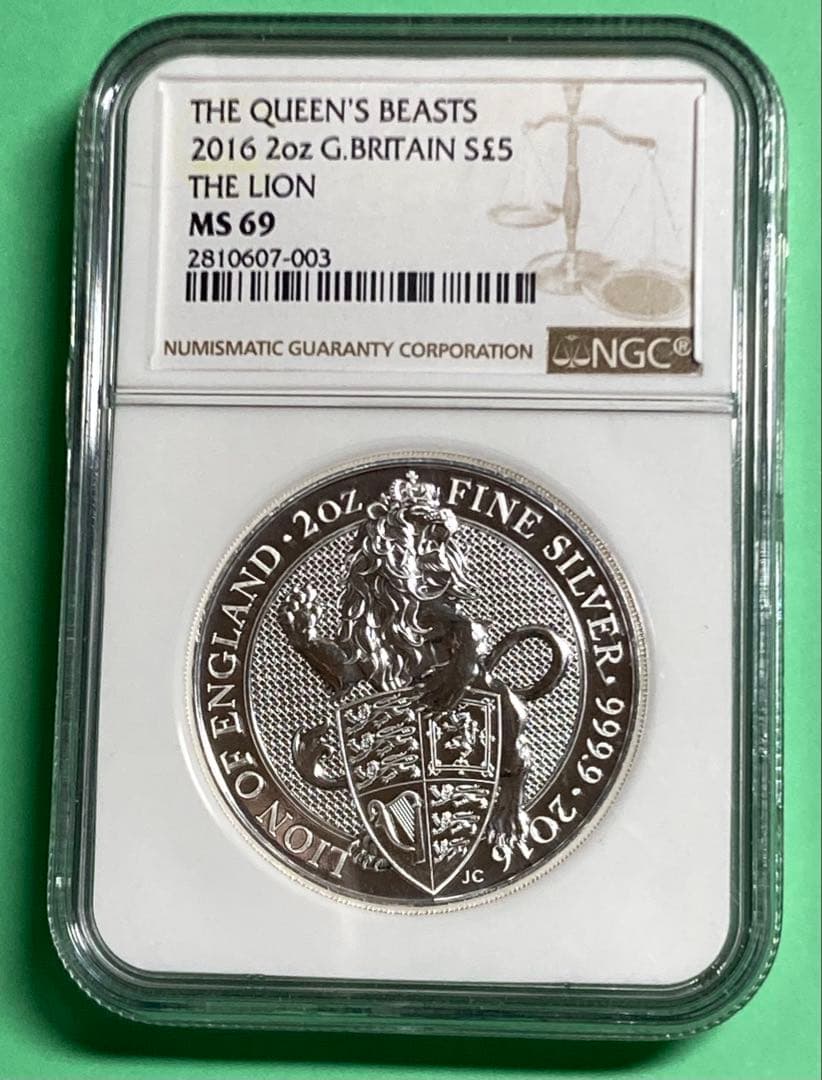 THE QUEEN'S BEASTS
2016 2oz G.BRITAIN S£5
THE LION
MS 69
2810607-003
NUMISMATIC GUARANTY CORPORATION NGC®
LION OF ENGLAND · 2OZ FINE SILVER · 9999 · 2016
JC